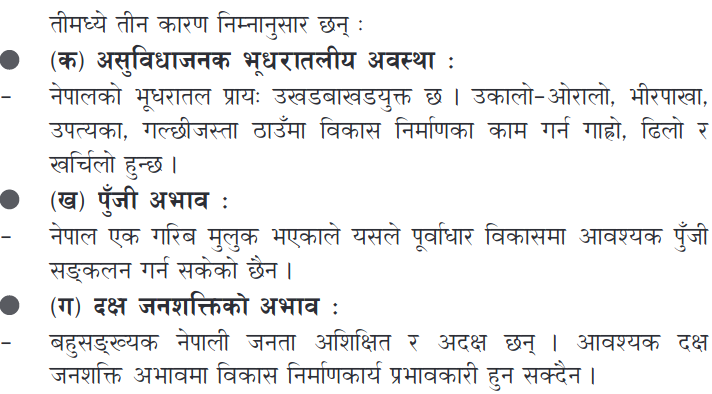 तीमध्ये तीन कारण निम्नानुसार छन् :
● (क) असुविधाजनक भूधरातलीय अवस्था :
– नेपालको भूधरातल प्रायः उखडबाखडयुक्त छ । उकालो-ओरालो, भीरपाखा,
उपत्यका, गल्छीजस्ता ठाउँमा विकास निर्माणका काम गर्न गाह्रो, ढिलो र
खर्चिलो हुन्छ ।
● (ख) पुँजी अभाव :
– नेपाल एक गरिब मुलुक भएकाले यसले पूर्वाधार विकासमा आवश्यक पुँजी
सङ्कलन गर्न सकेको छैन ।
● (ग) दक्ष जनशक्तिको अभाव :
– बहुसङ्ख्यक नेपाली जनता अशिक्षित र अदक्ष छन् । आवश्यक दक्ष
जनशक्ति अभावमा विकास निर्माणकार्य प्रभावकारी हुन सक्दैन ।